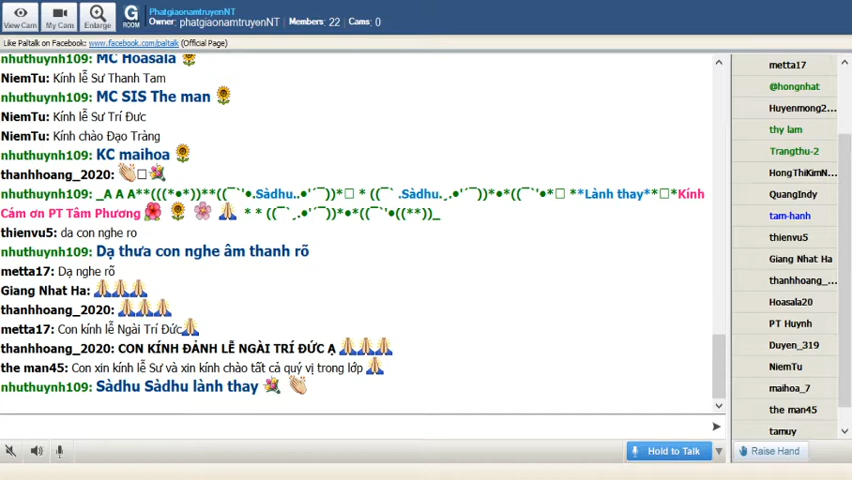 View Cam
My Cam
Enlarge
G
ROOM
PhatgiaonamtruyenNT
Owner: phatgiaonamtruyenNT Members: 22 Cams: 0
Like Paltalk on Facebook: www.facebook.com/paltalk (Official Page)
nhuthuynh109: MC Hoasala
NiemTu: Kính lễ Sư Thanh Tam
nhuthuynh109: MC SIS The man
NiemTu: Kính lễ Sư Trí Đưc
NiemTu: Kính chào Đạo Tràng
nhuthuynh109: KC maihoa
thanhhoang_2020:
nhuthuynh109: _A A A**(((*•*))**((¯`'•.Sàdhu..•'´¯))*□ * ((¯` .Sàdhu.,•'´¯))*•*((¯`'•*□ **Lành thay**□*Kính
Cám ơn PT Tâm Phương * * ((¯`,.•'´¯))*•*((¯`'•((**))_
thienvu5: da con nghe ro
nhuthuynh109: Dạ thưa con nghe âm thanh rõ
metta17: Dạ nghe rõ
Giang Nhat Ha:
thanhhoang_2020:
metta17: Con kính lễ Ngài Trí Đức
thanhhoang_2020: CON KÍNH ĐẢNH LỄ NGÀI TRÍ ĐỨC Ạ
the man45: Con xin kính lễ Sư và xin kính chào tất cả quý vị trong lớp
nhuthuynh109: Sàdhu Sàdhu lành thay
Hold to Talk
metta17
@hongnhat
Huyenmong2...
thy lam
Trangthu-2
HongThiKimN...
QuangIndy
tam-hanh
thienvu5
Giang Nhat Ha
thanhhoang_...
Hoasala20
PT Huynh
Duyen_319
NiemTu
maihoa_7
the man45
tamuy
Raise Hand